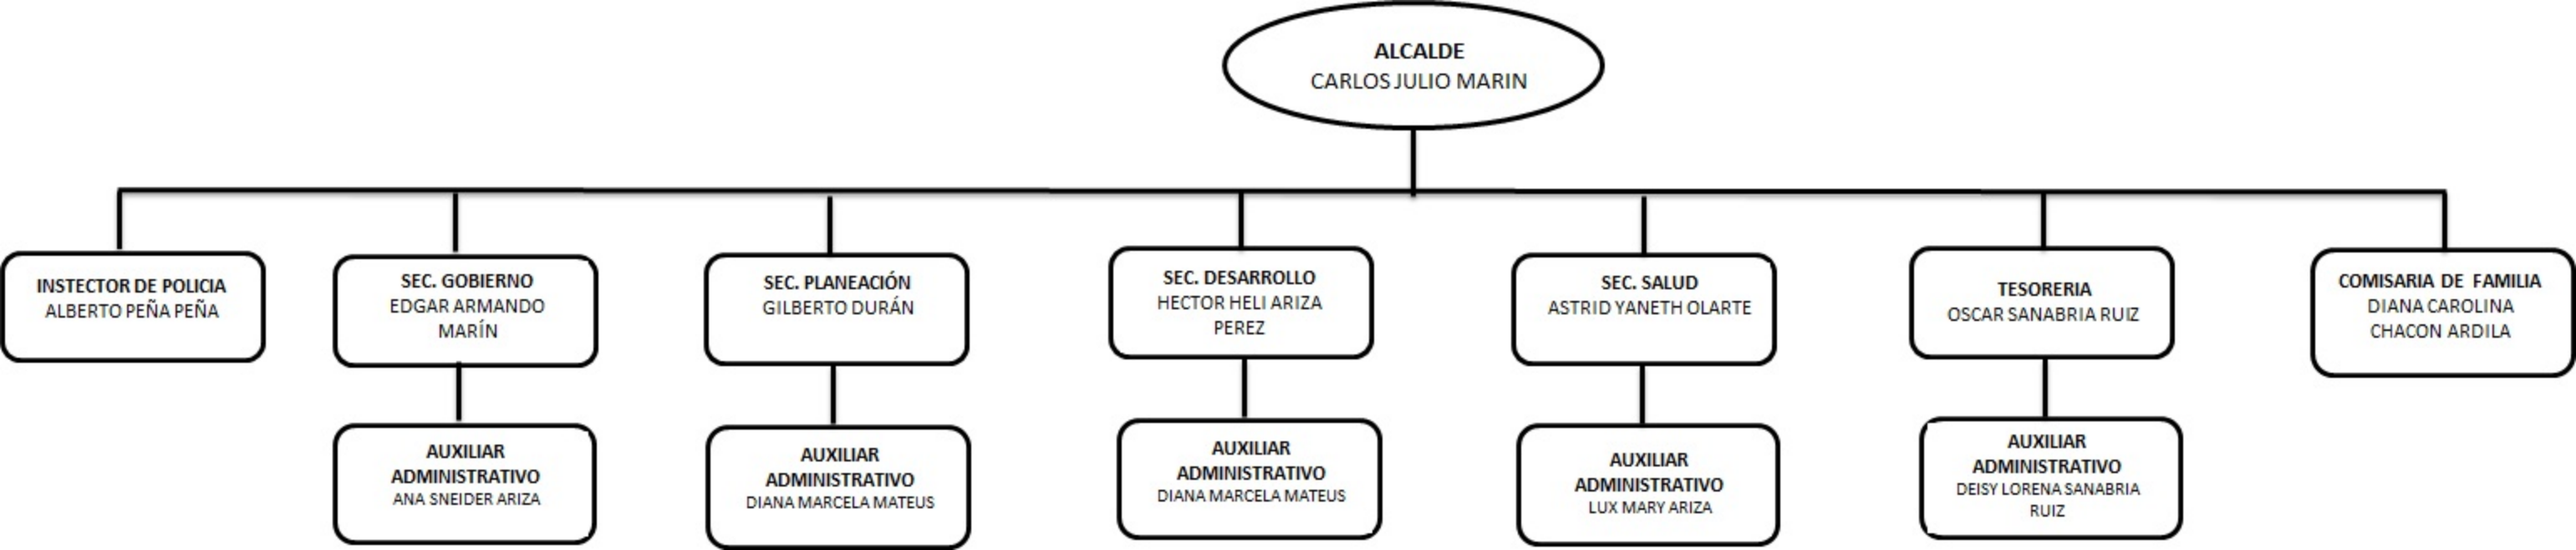 ALCALDE
CARLOS JULIO MARIN
INSTECTOR DE POLICIA
ALBERTO PEÑA PEÑA
SEC. GOBIERNO
EDGAR ARMANDO
MARÍN
SEC. PLANEACIÓN
GILBERTO DURÁN
SEC. DESARROLLO
HECTOR HELI ARIZA
PEREZ
SEC. SALUD
ASTRID YANETH OLARTE
TESORERIA
OSCAR SANABRIA RUIZ
COMISARIA DE FAMILIA
DIANA CAROLINA
CHACON ARDILA
AUXILIAR
ADMINISTRATIVO
ANA SNEIDER ARIZA
AUXILIAR
ADMINISTRATIVO
DIANA MARCELA MATEUS
AUXILIAR
ADMINISTRATIVO
DIANA MARCELA MATEUS
AUXILIAR
ADMINISTRATIVO
LUX MARY ARIZA
AUXILIAR
ADMINISTRATIVO
DEISY LORENA SANABRIA
RUIZ